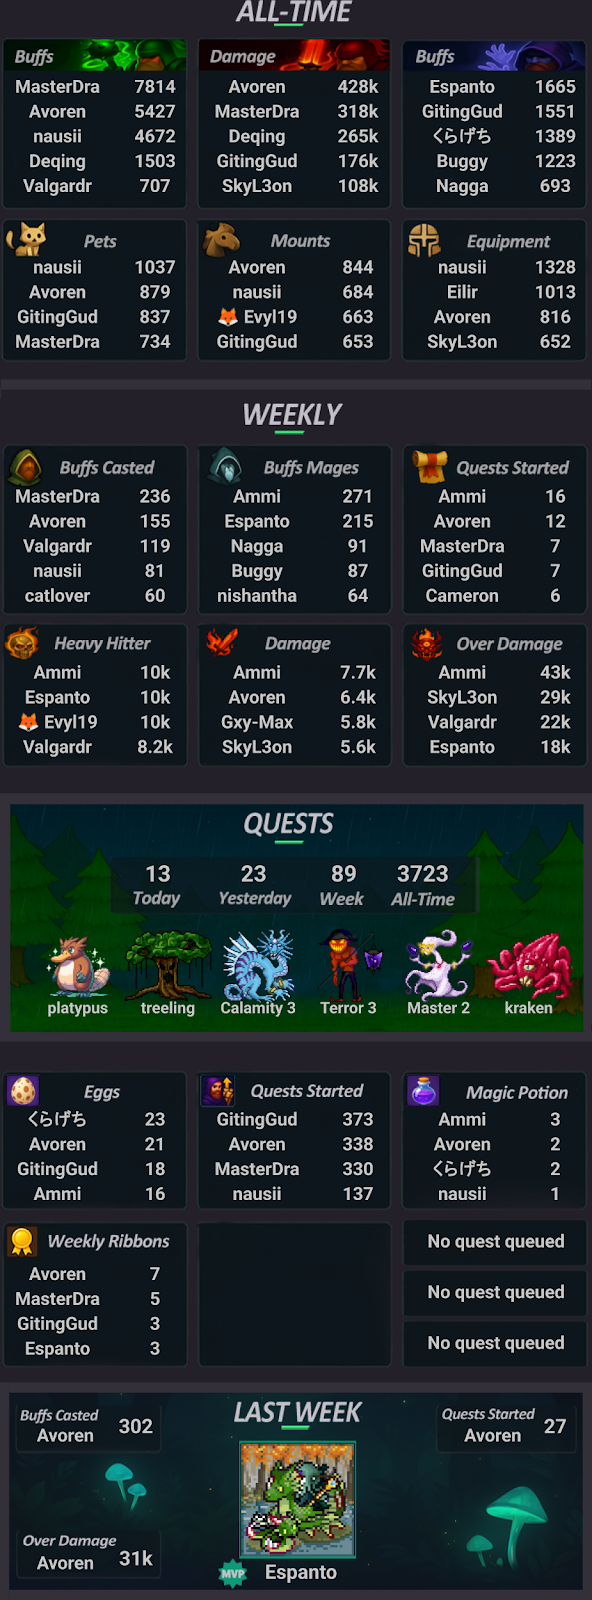 ALL-TIME
Buffs
MasterDra 7814
Avoren 5427
nausii 4672
Deqing 1503
Valgardr 707
Damage
Avoren 428k
MasterDra 318k
Deqing 265k
GitingGud 176k
SkyL3on 108k
Buffs
Espanto 1665
GitingGud 1551
くらげち 1389
Buggy 1223
Nagga 693
Pets
nausii 1037
Avoren 879
GitingGud 837
MasterDra 734
Mounts
Avoren 844
nausii 684
🦊 Evyl19 663
GitingGud 653
Equipment
nausii 1328
Eilir 1013
Avoren 816
SkyL3on 652
WEEKLY
Buffs Casted
MasterDra 236
Avoren 155
Valgardr 119
nausii 81
catlover 60
Buffs Mages
Ammi 271
Espanto 215
Nagga 91
Buggy 87
nishantha 64
Quests Started
Ammi 16
Avoren 12
MasterDra 7
GitingGud 7
Cameron 6
Heavy Hitter
Ammi 10k
Espanto 10k
🦊 Evyl19 10k
Valgardr 8.2k
Damage
Ammi 7.7k
Avoren 6.4k
Gxy-Max 5.8k
SkyL3on 5.6k
Over Damage
Ammi 43k
SkyL3on 29k
Valgardr 22k
Espanto 18k
QUESTS
13 23 89 3723
Today Yesterday Week All-Time
platypus treeling Calamity 3 Terror 3 Master 2 kraken
Eggs
くらげち 23
Avoren 21
GitingGud 18
Ammi 16
Quests Started
GitingGud 373
Avoren 338
MasterDra 330
nausii 137
Magic Potion
Ammi 3
Avoren 2
くらげち 2
nausii 1
Weekly Ribbons
Avoren 7
MasterDra 5
GitingGud 3
Espanto 3
No quest queued
No quest queued
No quest queued
LAST WEEK
Buffs Casted
Avoren 302
Quests Started
Avoren 27
Over Damage
Avoren 31k
MVP Espanto